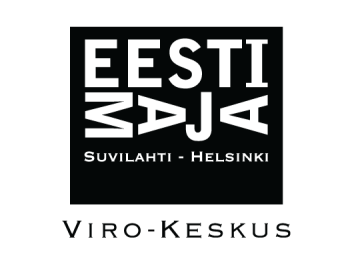 EESTI
MAJA
SUVILAHTI - HELSINKI
VIRO-KESKUS